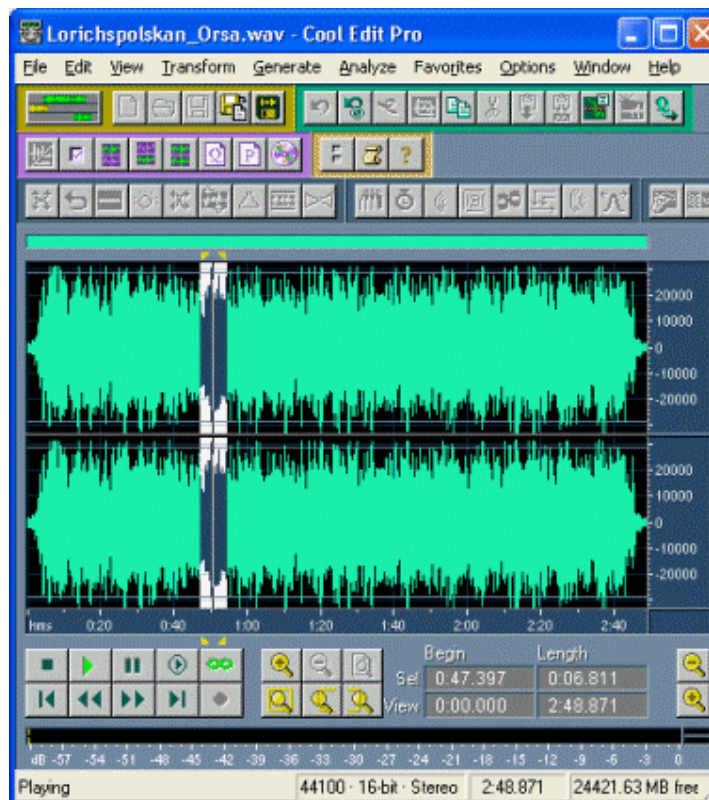 Lorichspolskan_Orsa.wav - Cool Edit Pro
File Edit View Transform Generate Analyze Favorites Options Window Help
Q P
F ?
20000
10000
0
-10000
-20000
20000
10000
0
-10000
-20000
hms 0:20 0:40 1:00 1:20 1:40 2:00 2:20 2:40
Begin Length
Sel 0:47.397 0:06.811
View 0:00.000 2:48.871
dB -57 -54 -51 -48 -45 -42 -39 -36 -33 -30 -27 -24 -21 -18 -15 -12 -9 -6 -3 0
Playing 44100 · 16-bit · Stereo 2:48.871 24421.63 MB free